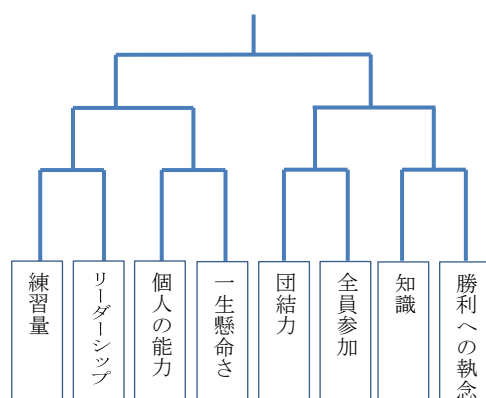 練習量
リーダーシップ
個人の能力
一生懸命さ
団結力
全員参加
知識
勝利への執念